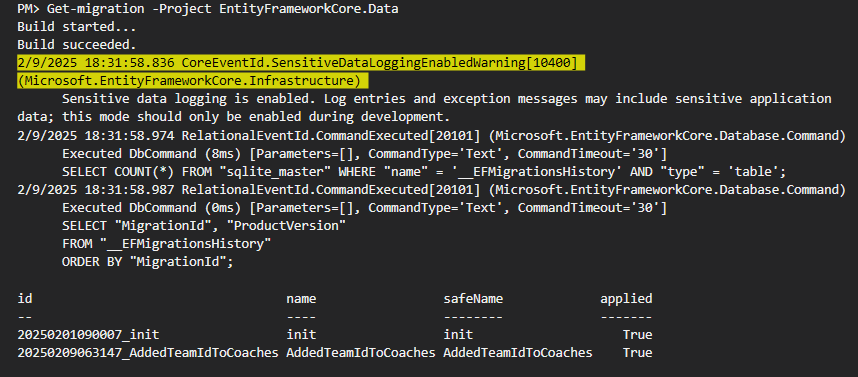 PM> Get-migration -Project EntityFrameworkCore.Data
Build started...
Build succeeded.
2/9/2025 18:31:58.836 CoreEventId.SensitiveDataLoggingEnabledWarning[10400]
(Microsoft.EntityFrameworkCore.Infrastructure)
      Sensitive data logging is enabled. Log entries and exception messages may include sensitive application
data; this mode should only be enabled during development.
2/9/2025 18:31:58.974 RelationalEventId.CommandExecuted[20101] (Microsoft.EntityFrameworkCore.Database.Command)
      Executed DbCommand (8ms) [Parameters=[], CommandType='Text', CommandTimeout='30']
      SELECT COUNT(*) FROM "sqlite_master" WHERE "name" = '__EFMigrationsHistory' AND "type" = 'table';
2/9/2025 18:31:58.987 RelationalEventId.CommandExecuted[20101] (Microsoft.EntityFrameworkCore.Database.Command)
      Executed DbCommand (0ms) [Parameters=[], CommandType='Text', CommandTimeout='30']
      SELECT "MigrationId", "ProductVersion"
      FROM "__EFMigrationsHistory"
      ORDER BY "MigrationId";
id                                  name                 safeName             applied
--                                  ----                 --------             -------
20250201090007_init                 init                 init                    True
20250209063147_AddedTeamIdToCoaches AddedTeamIdToCoaches AddedTeamIdToCoaches    True